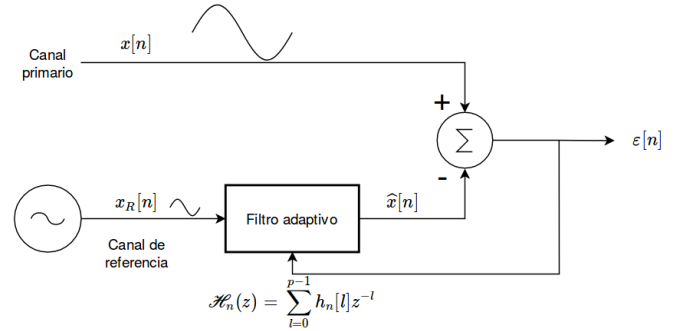 Canal
primario
x[n]
+
∑
ε[n]
-
x_R[n]
Filtro adaptivo
x̂[n]
Canal de
referencia
ℋ_n(z) = ∑_{l=0}^{p-1} h_n[l]z^{-l}